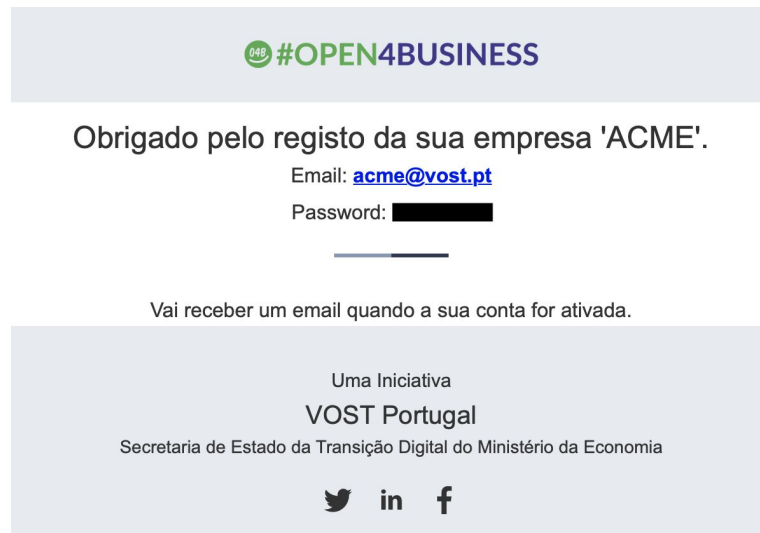 04B #OPEN4BUSINESS
Obrigado pelo registo da sua empresa 'ACME'.
Email: acme@vost.pt
Password:
Vai receber um email quando a sua conta for ativada.
Uma Iniciativa
VOST Portugal
Secretaria de Estado da Transição Digital do Ministério da Economia
in f